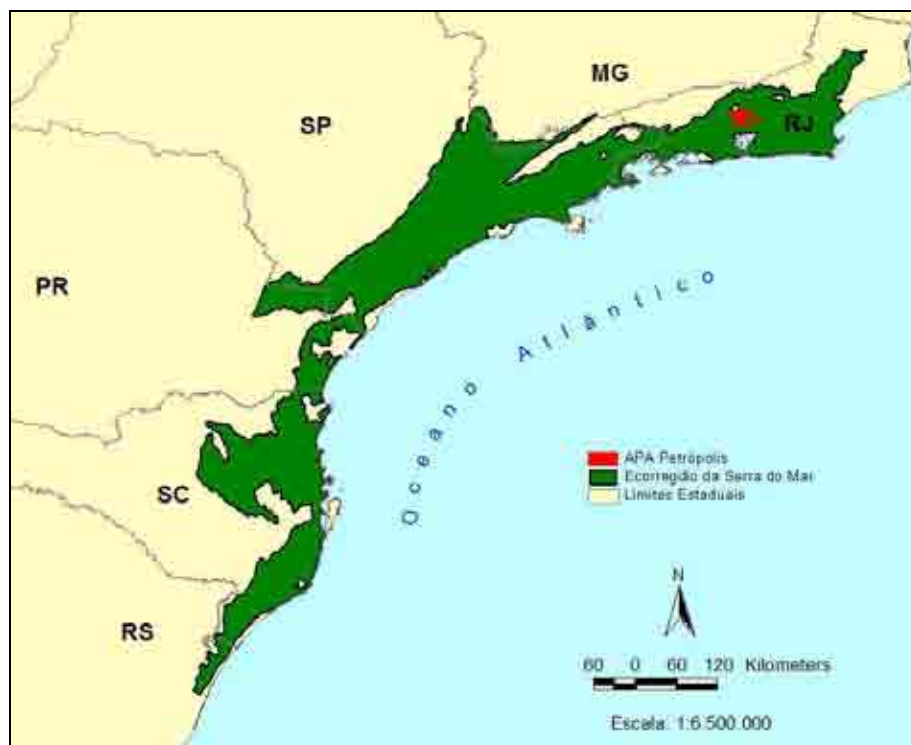 MG
SP
RJ
PR
Oceano Atlântico
SC
APA Petrópolis
Ecorregião da Serra do Mar
Limites Estaduais
N
RS
60 0 60 120 Kilometers
Escala: 1:6.500.000